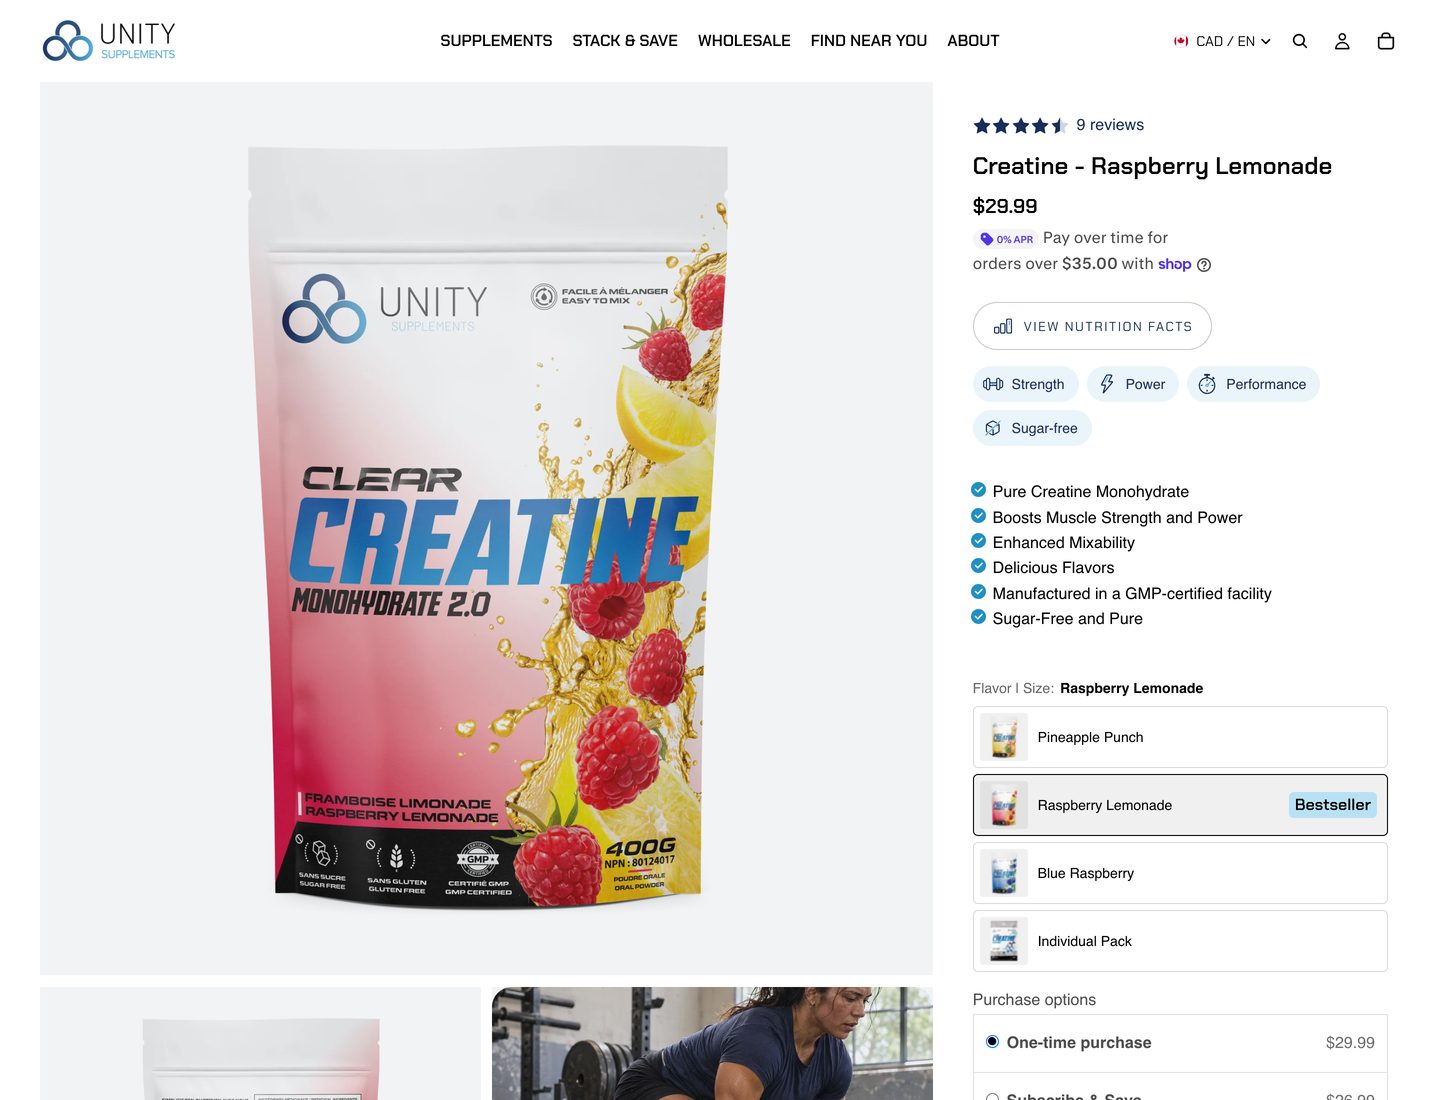 UNITY
SUPPLEMENTS
SUPPLEMENTS
STACK & SAVE
WHOLESALE
FIND NEAR YOU
ABOUT
CAD / EN
UNITY
SUPPLEMENTS
FACILE À MÉLANGER
EASY TO MIX
CLEAR
CREATINE
MONOHYDRATE 2.0
FRAMBOISE LIMONADE
RASPBERRY LEMONADE
SANS SUCRE
SUGAR FREE
SANS GLUTEN
GLUTEN FREE
GMP
CERTIFIÉ GMP
GMP CERTIFIED
400G
NPN : 80124017
POUDRE ORALE
ORAL POWDER
9 reviews
Creatine - Raspberry Lemonade
$29.99
0% APR Pay over time for
orders over $35.00 with shop
VIEW NUTRITION FACTS
Strength
Power
Performance
Sugar-free
Pure Creatine Monohydrate
Boosts Muscle Strength and Power
Enhanced Mixability
Delicious Flavors
Manufactured in a GMP-certified facility
Sugar-Free and Pure
Flavor | Size: Raspberry Lemonade
Pineapple Punch
Raspberry Lemonade
Bestseller
Blue Raspberry
Individual Pack
Purchase options
One-time purchase
$29.99
Subscribe & Save
$26.99